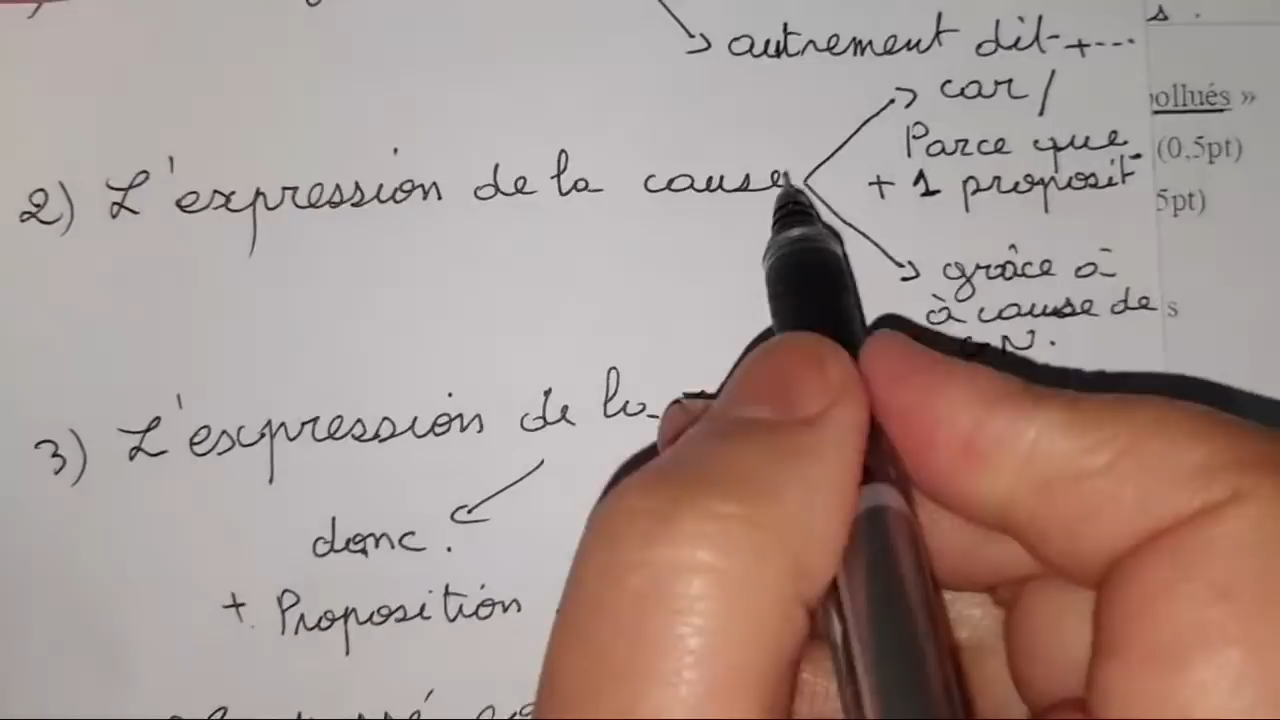 autrement dit +...
s.
car /
ollués »
Parce que
(0,5pt)
2) L'expression de la cause
+ 1 proposit°
5pt)
grâce à
à cause de
s
N.
3) L'expression de la
donc.
+ Proposition